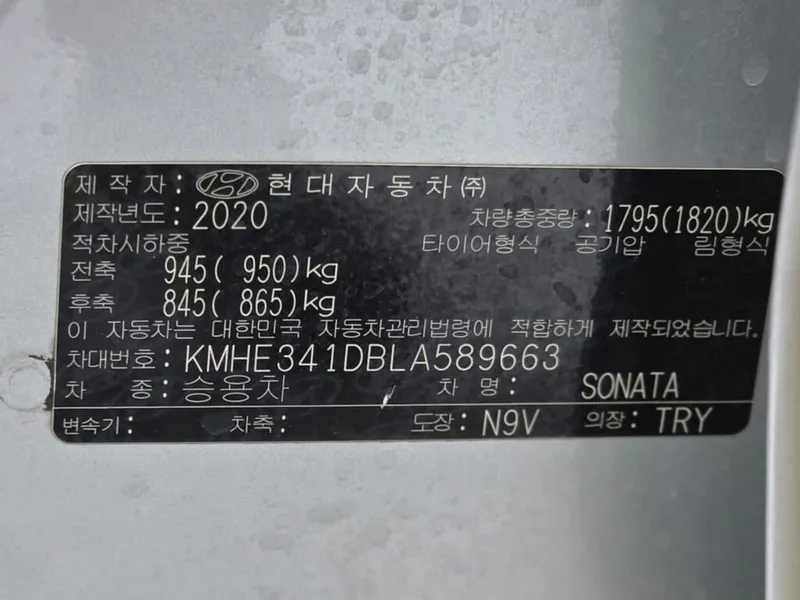 제 작 자 : 현대자동차㈜
제작년도 : 2020 차량총중량 : 1795(1820)kg
적차시하중 타이어형식 공기압 림형식
전축 945( 950)kg
후축 845( 865)kg
이 자동차는 대한민국 자동차관리법령에 적합하게 제작되었습니다.
차대번호 : KMHE341DBLA589663
차 종 : 승용차 차 명 : SONATA
변속기 : 차축 : 도장 : N9V 의장 : TRY